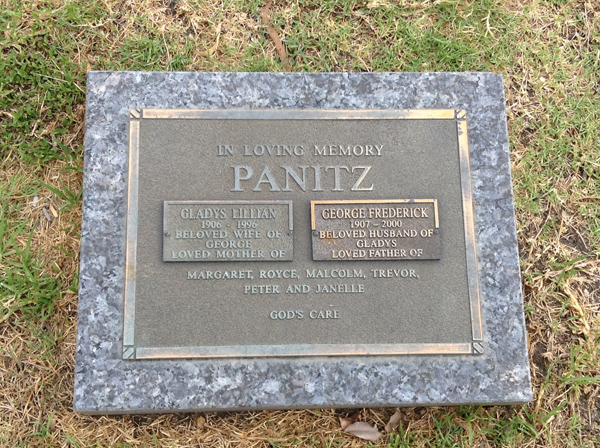 IN LOVING MEMORY
PANITZ
GLADYS LILLIAN
1906 - 1996
BELOVED WIFE OF
GEORGE
LOVED MOTHER OF
GEORGE FREDERICK
1907 - 2000
BELOVED HUSBAND OF
GLADYS
LOVED FATHER OF
MARGARET, ROYCE, MALCOLM, TREVOR,
PETER AND JANELLE
GOD'S CARE